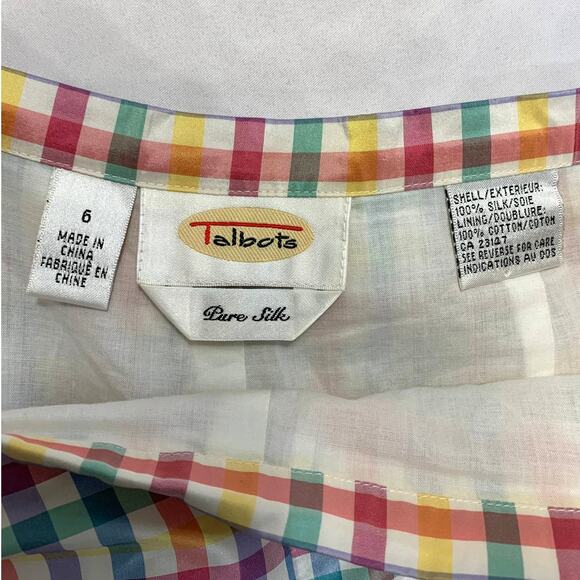 6
MADE IN
CHINA
FABRIQUÉ EN
CHINE
Talbots
Pure Silk
SHELL/EXTERIEUR:
100% SILK/SOIE
LINING/DOUBLURE:
100% COTTON/COTON
CA 23127
SEE REVERSE FOR CARE
INDICATIONS AU DOS